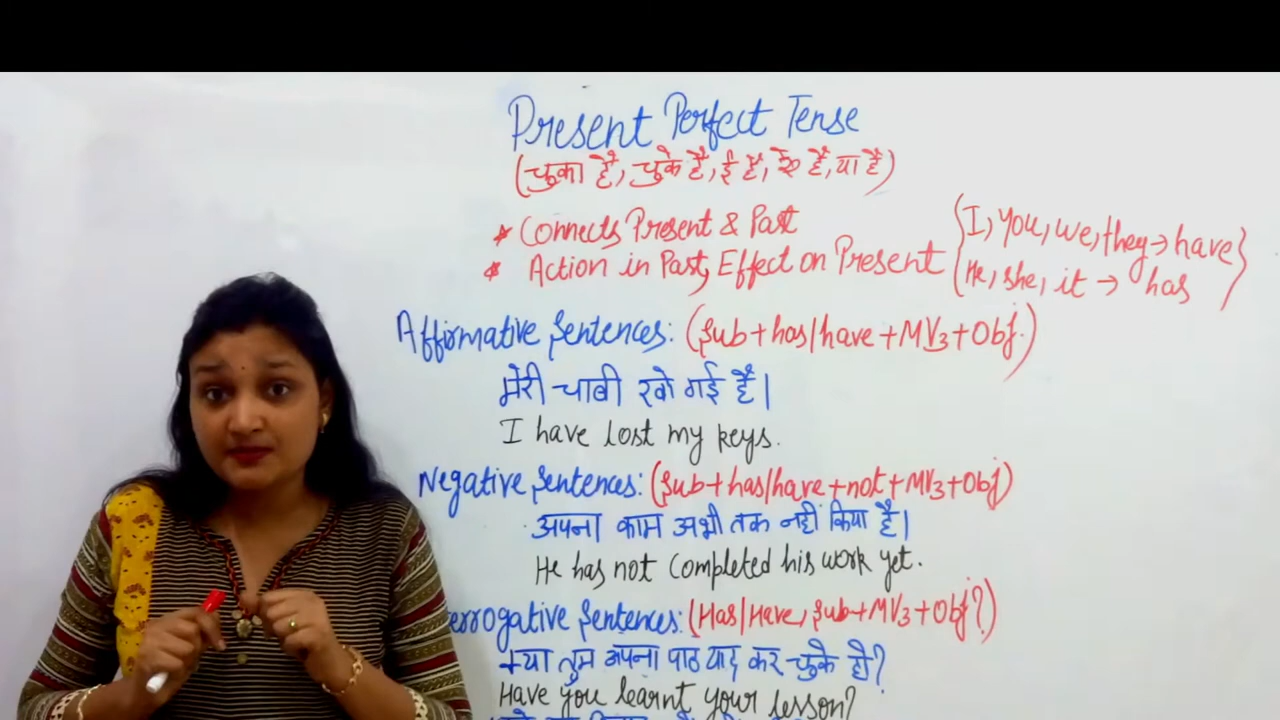 Present Perfect Tense
(चुका है, चुके हैं, ई है, ऐ हैं, या है)
* Connects Present & Past
* Action in Past, Effect on Present
{I, You, we, they → have
He, she, it → has}
Affirmative Sentences: (Sub + has/have + MV3 + Obj.)
मेरी चाबी खो गई है।
I have lost my keys.
Negative Sentences: (Sub + has/have + not + MV3 + Obj)
अपना काम अभी तक नहीं किया है।
He has not completed his work yet.
errogative Sentences: (Has/Have, Sub + MV3 + Obj?)
क्या तुम अपना पाठ याद कर चुके हो?
Have you learnt your lesson?